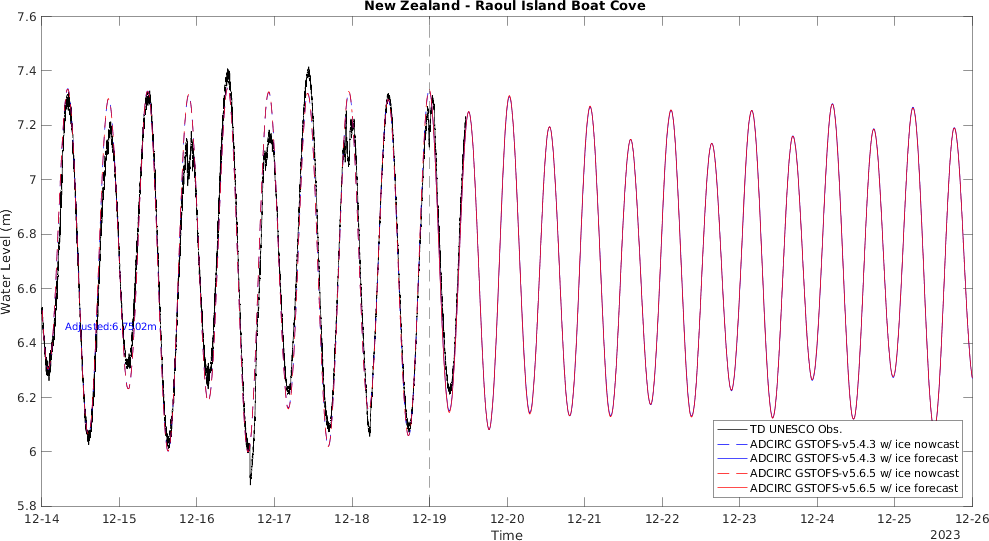 New Zealand - Raoul Island Boat Cove
7.6
7.4
7.2
7
6.8
6.6
6.4
6.2
6
5.8
Water Level (m)
Adjusted:6.7502m
TD UNESCO Obs.
ADCIRC GSTOFS-v5.4.3 w/ ice nowcast
ADCIRC GSTOFS-v5.4.3 w/ ice forecast
ADCIRC GSTOFS-v5.6.5 w/ ice nowcast
ADCIRC GSTOFS-v5.6.5 w/ ice forecast
12-14 12-15 12-16 12-17 12-18 12-19 12-20 12-21 12-22 12-23 12-24 12-25 12-26
Time
2023